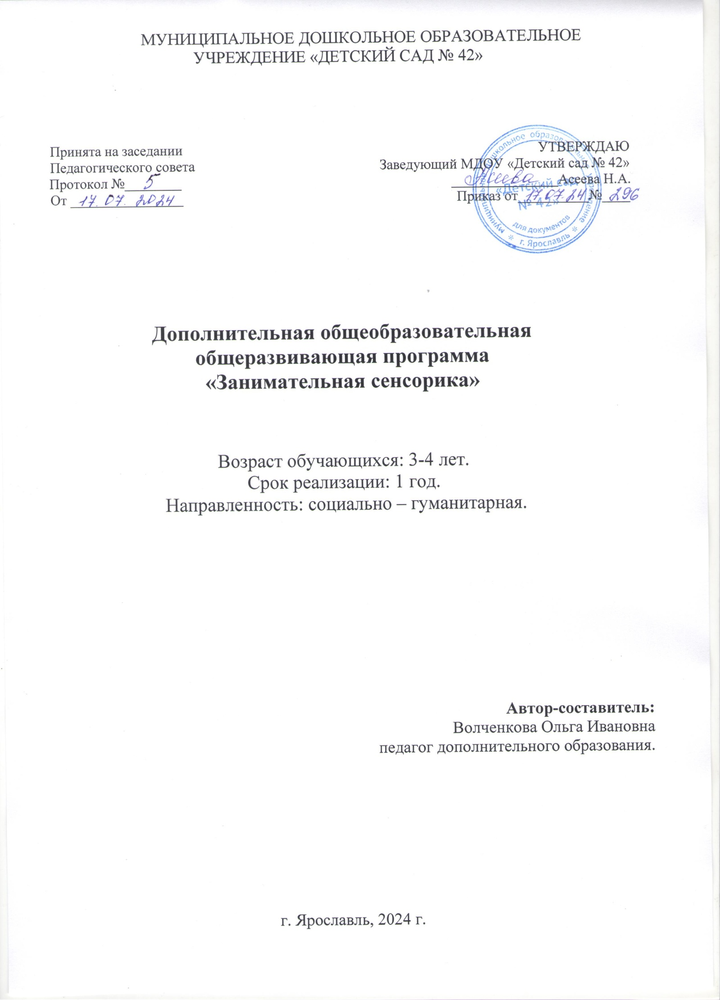 МУНИЦИПАЛЬНОЕ ДОШКОЛЬНОЕ ОБРАЗОВАТЕЛЬНОЕ
УЧРЕЖДЕНИЕ «ДЕТСКИЙ САД № 42»
Принята на заседании
Педагогического совета
Протокол № 5
От 17.07.2024
УТВЕРЖДАЮ
Заведующий МДОУ «Детский сад № 42»
Асеева Асеева Н.А.
Приказ от 17.07.24 № 296
муниципальное дошкольное образовательное учреждение
«Детский сад
№ 42»
для документов
* г. Ярославль *
Дополнительная общеобразовательная
общеразвивающая программа
«Занимательная сенсорика»
Возраст обучающихся: 3-4 лет.
Срок реализации: 1 год.
Направленность: социально – гуманитарная.
Автор-составитель:
Волченкова Ольга Ивановна
педагог дополнительного образования.
г. Ярославль, 2024 г.